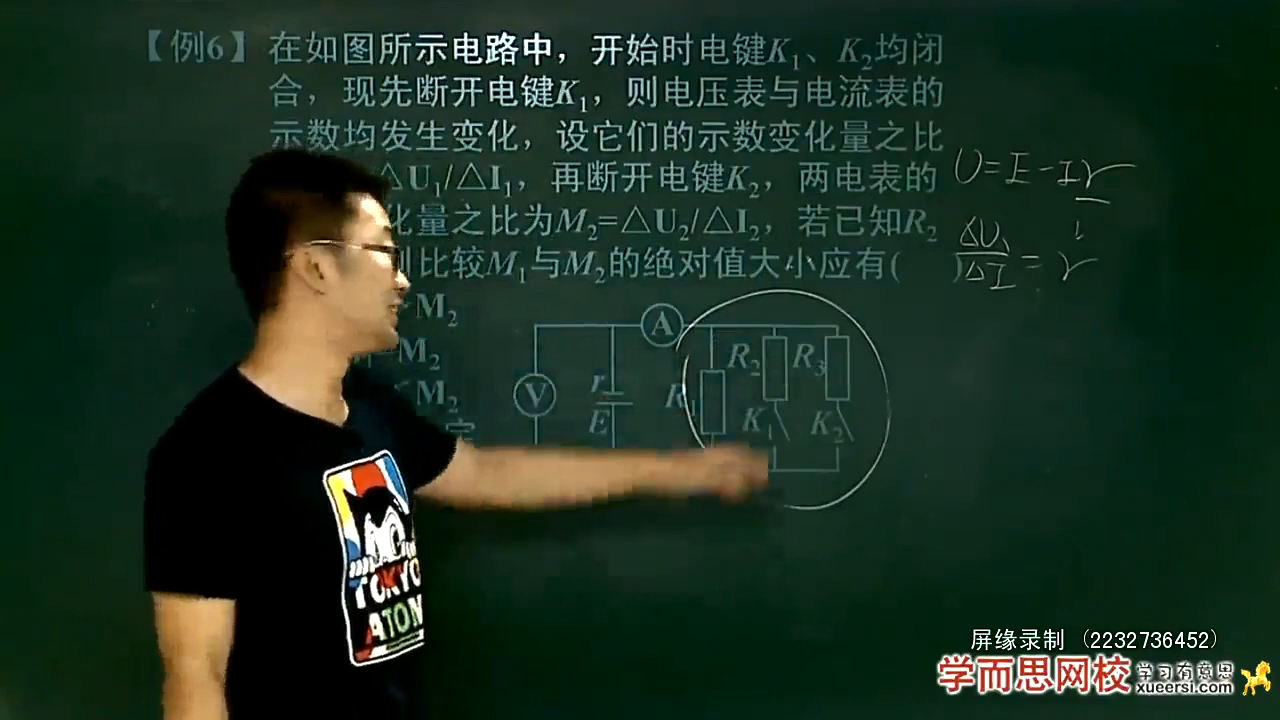 【例6】在如图所示电路中，开始时电键K₁、K₂均闭
合，现先断开电键K₁，则电压表与电流表的
示数均发生变化，设它们的示数变化量之比
△U₁/△I₁，再断开电键K₂，两电表的
化量之比为M₂=△U₂/△I₂，若已知R₂
则比较M₁与M₂的绝对值大小应有( )
M₂
M₂
M₂
定
U=E-Ir
ΔU₁
ΔI = r
A
V
r
E
R₁
R₂
R₃
K₁
K₂
TOKYO
ATOM
屏缘录制 (2232736452)
学而思网校 学习有意思
xueersi.com